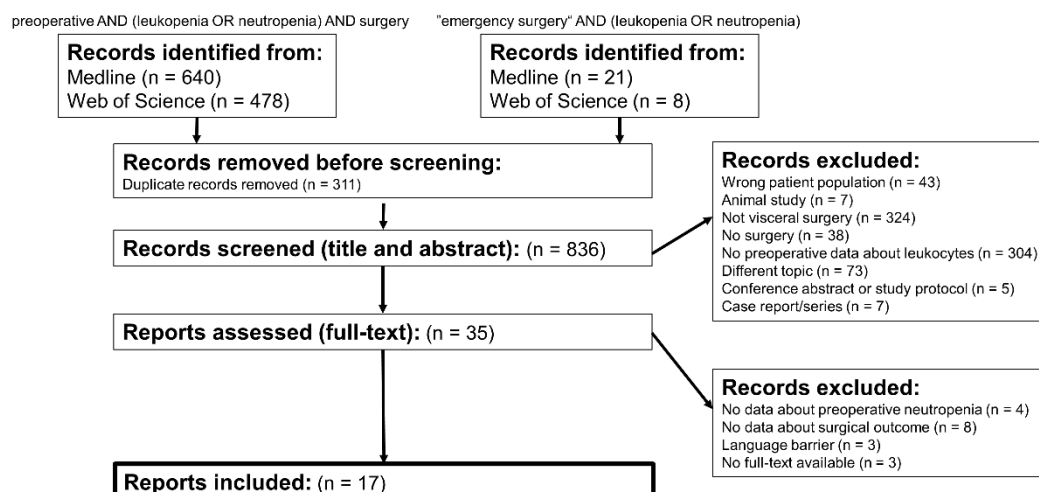 preoperative AND (leukopenia OR neutropenia) AND surgery
Records identified from:
Medline (n = 640)
Web of Science (n = 478)
"emergency surgery“ AND (leukopenia OR neutropenia)
Records identified from:
Medline (n = 21)
Web of Science (n = 8)
Records removed before screening:
Duplicate records removed (n = 311)
Records screened (title and abstract): (n = 836)
Records excluded:
Wrong patient population (n = 43)
Animal study (n = 7)
Not visceral surgery (n = 324)
No surgery (n = 38)
No preoperative data about leukocytes (n = 304)
Different topic (n = 73)
Conference abstract or study protocol (n = 5)
Case report/series (n = 7)
Reports assessed (full-text): (n = 35)
Records excluded:
No data about preoperative neutropenia (n = 4)
No data about surgical outcome (n = 8)
Language barrier (n = 3)
No full-text available (n = 3)
Reports included: (n = 17)